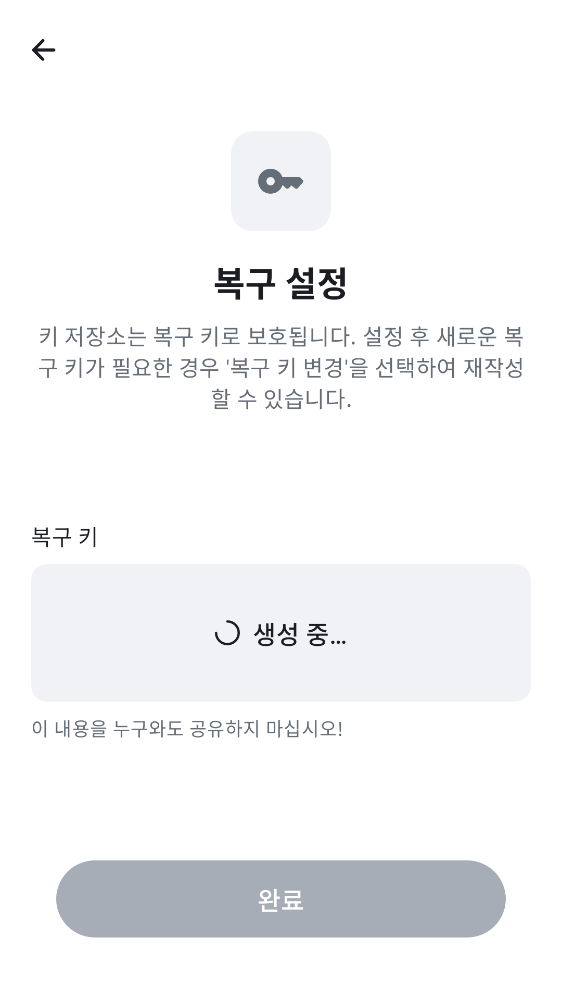 복구 설정
키 저장소는 복구 키로 보호됩니다. 설정 후 새로운 복
구 키가 필요한 경우 '복구 키 변경'을 선택하여 재작성
할 수 있습니다.
복구 키
생성 중...
이 내용을 누구와도 공유하지 마십시오!
완료